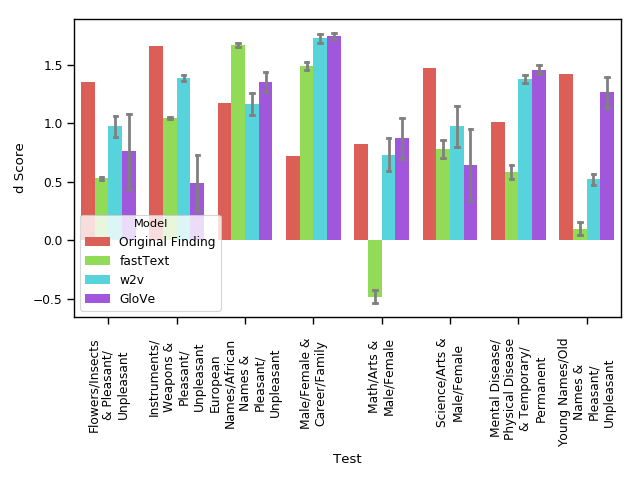 d Score
1.5
1.0
0.5
0.0
−0.5
Model
Original Finding
fastText
w2v
GloVe
Flowers/Insects
& Pleasant/
Unpleasant
Instruments/
Weapons &
Pleasant/
Unpleasant
European
Names/African
Names &
Pleasant/
Unpleasant
Male/Female &
Career/Family
Math/Arts &
Male/Female
Science/Arts &
Male/Female
Mental Disease/
Physical Disease
& Temporary/
Permanent
Young Names/Old
Names &
Pleasant/
Unpleasant
Test